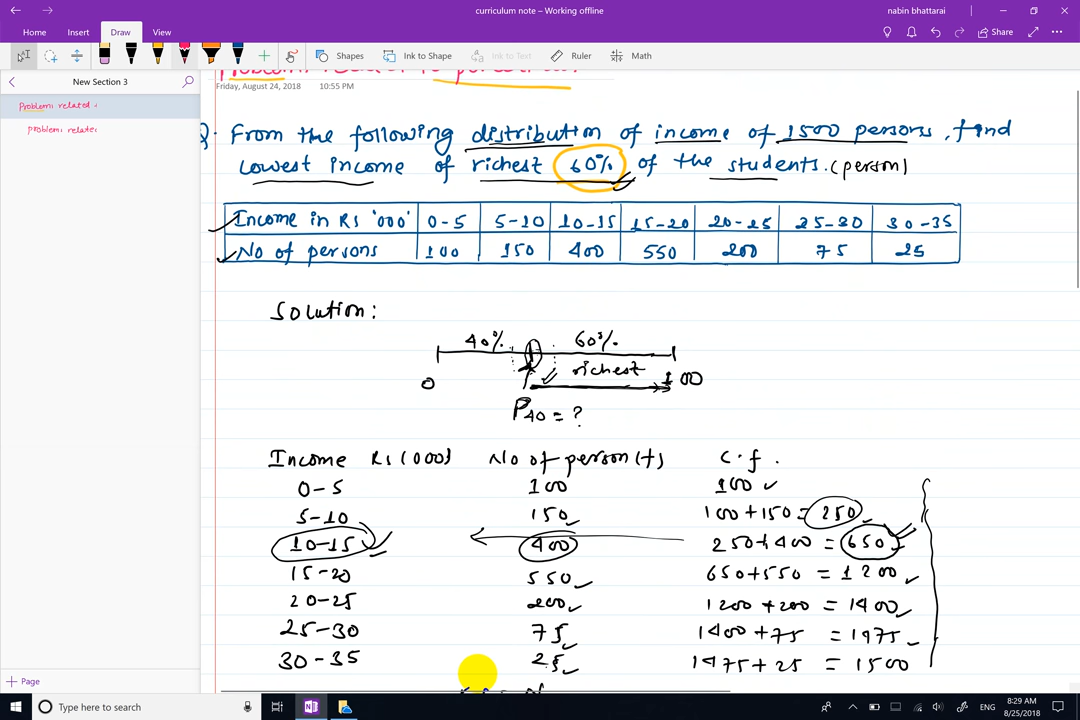 curriculum note – Working offline
nabin bhattarai
Home Insert Draw View
Share
Shapes Ink to Shape Ink to Text Ruler Math
New Section 3
Problems related
problems relate
Friday, August 24, 2018 10:55 PM
Q. From the following distribution of income of 1500 persons, find
lowest income of richest 60% of the students. (person)
Income in RS '000' 0-5 5-10 10-15 15-20 20-25 25-30 30-35
No of persons 100 150 400 550 200 75 25
Solution:
40% 60%
richest
0 100
P40 = ?
Income Rs (000) No of person (f) c.f.
0-5 100 100
5-10 150 100+150 = 250
10-15 400 250+400 = 650
15-20 550 650+550 = 1200
20-25 200 1200+200 = 1400
25-30 75 1400+75 = 1475
30-35 25 1475+25 = 1500
+ Page
Type here to search
ENG
8:29 AM
8/25/2018